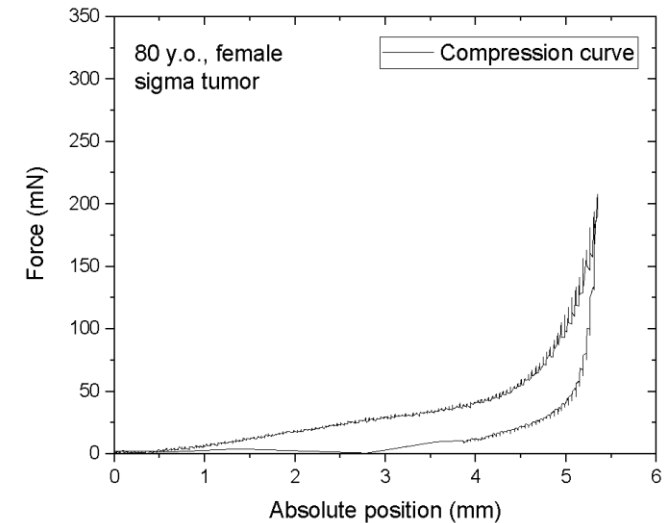 350
300
250
200
150
100
50
0
Force (mN)
80 y.o., female
sigma tumor
Compression curve
0 1 2 3 4 5 6
Absolute position (mm)